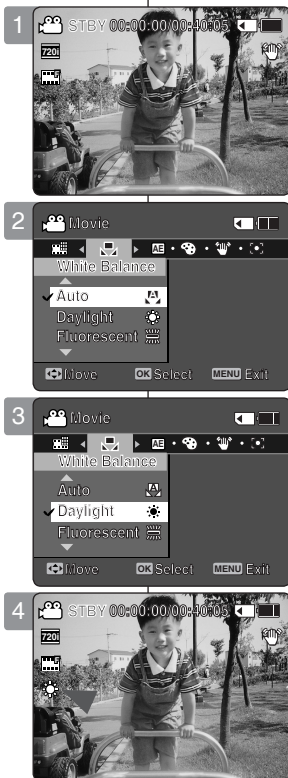 1
STBY 00:00:00/00:40:05
720i
2
Movie
AE
White Balance
Auto A
Daylight
Fluorescent
Move OK Select MENU Exit
3
Movie
AE
White Balance
Auto A
Daylight
Fluorescent
Move OK Select MENU Exit
4
STBY 00:00:00/00:40:05
720i